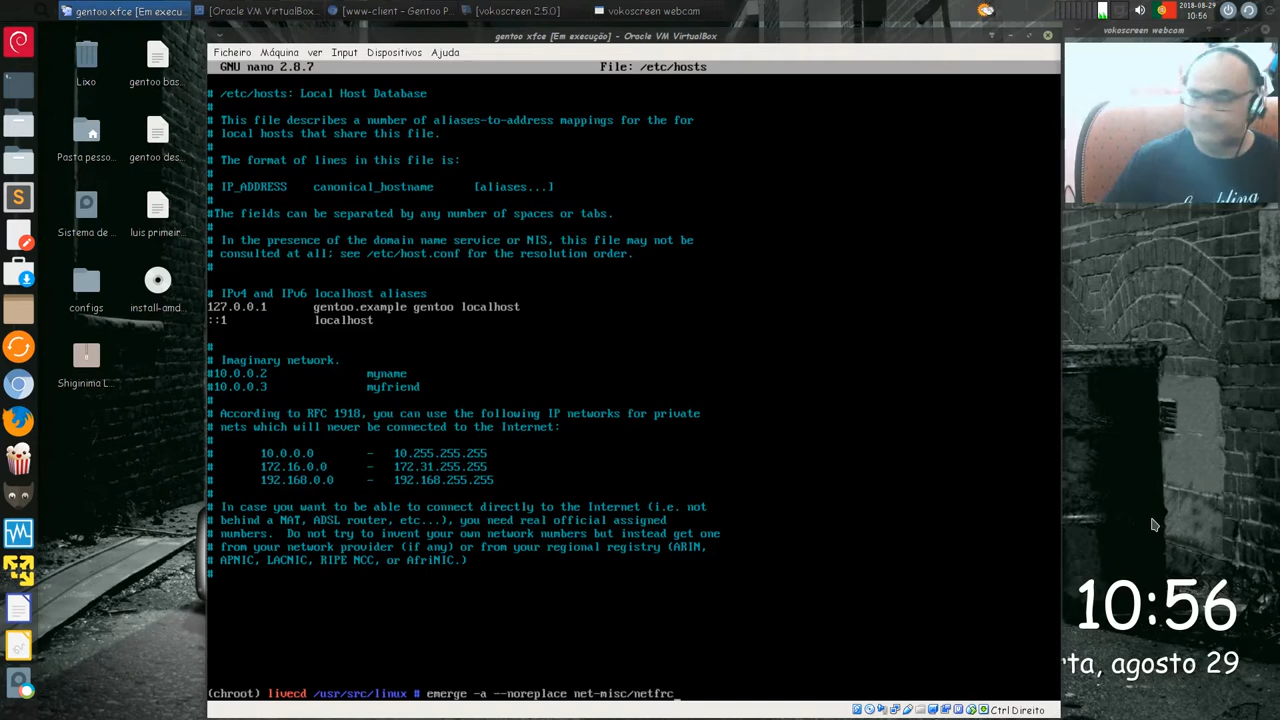 gentoo xfce [Em execu...
[Oracle VM VirtualBox...
[www-client – Gentoo P...
[vokoscreen 2.5.0]
vokoscreen webcam
2018-08-29
10:56
gentoo xfce [Em execução] - Oracle VM VirtualBox
vokoscreen webcam
Ficheiro Máquina ver Input Dispositivos Ajuda
GNU nano 2.8.7 File: /etc/hosts
# /etc/hosts: Local Host Database
#
# This file describes a number of aliases-to-address mappings for the for
# local hosts that share this file.
#
# The format of lines in this file is:
#
# IP_ADDRESS canonical_hostname [aliases...]
#
#The fields can be separated by any number of spaces or tabs.
#
# In the presence of the domain name service or NIS, this file may not be
# consulted at all; see /etc/host.conf for the resolution order.
#
# IPv4 and IPv6 localhost aliases
127.0.0.1 gentoo.example gentoo localhost
::1 localhost
#
# Imaginary network.
#10.0.0.2 myname
#10.0.0.3 myfriend
#
# According to RFC 1918, you can use the following IP networks for private
# nets which will never be connected to the Internet:
#
# 10.0.0.0 - 10.255.255.255
# 172.16.0.0 - 172.31.255.255
# 192.168.0.0 - 192.168.255.255
#
# In case you want to be able to connect directly to the Internet (i.e. not
# behind a NAT, ADSL router, etc...), you need real official assigned
# numbers. Do not try to invent your own network numbers but instead get one
# from your network provider (if any) or from your regional registry (ARIN,
# APNIC, LACNIC, RIPE NCC, or AfriNIC.)
#
(chroot) livecd /usr/src/linux # emerge -a --noreplace net-misc/netfrc_
Ctrl Direito
Lixo
gentoo bas...
Pasta pesso...
gentoo des...
Sistema de ...
luis primeir...
configs
install-amd...
Shiginima L...
10:56
rta, agosto 29